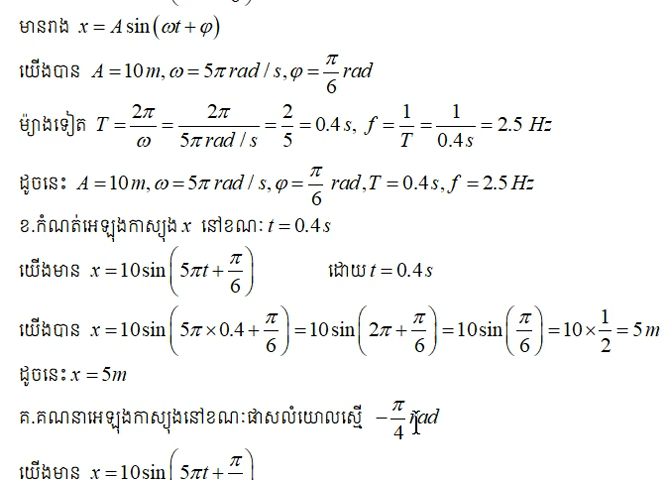 មានរាង x = A sin(ωt + φ)
យើងបាន A = 10 m, ω = 5π rad / s, φ = π/6 rad
ម៉្យាងទៀត T = 2π/ω = 2π/(5π rad / s) = 2/5 = 0.4 s, f = 1/T = 1/(0.4 s) = 2.5 Hz
ដូចនេះ A = 10 m, ω = 5π rad / s, φ = π/6 rad, T = 0.4 s, f = 2.5 Hz
ខ.កំណត់អេឡុងកាស្យុង x នៅខណៈ t = 0.4 s
យើងមាន x = 10 sin(5πt + π/6) ដោយ t = 0.4 s
យើងបាន x = 10 sin(5π × 0.4 + π/6) = 10 sin(2π + π/6) = 10 sin(π/6) = 10 × 1/2 = 5 m
ដូចនេះ x = 5 m
គ.គណនាអេឡុងកាស្យុងនៅខណៈផាសលំយោលស្មើ −π/4 rad
យើងមាន x = 10 sin(5πt + π